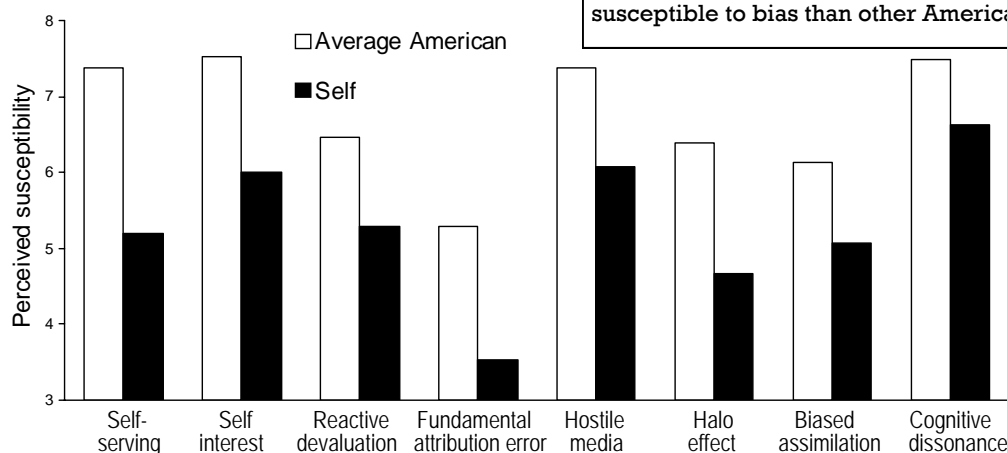 susceptible to bias than other
8
Average American
Self
7
6
5
4
3
Perceived susceptibility
Self-
serving
Self
interest
Reactive
devaluation
Fundamental
attribution error
Hostile
media
Halo
effect
Biased
assimilation
Cognitive
dissonance